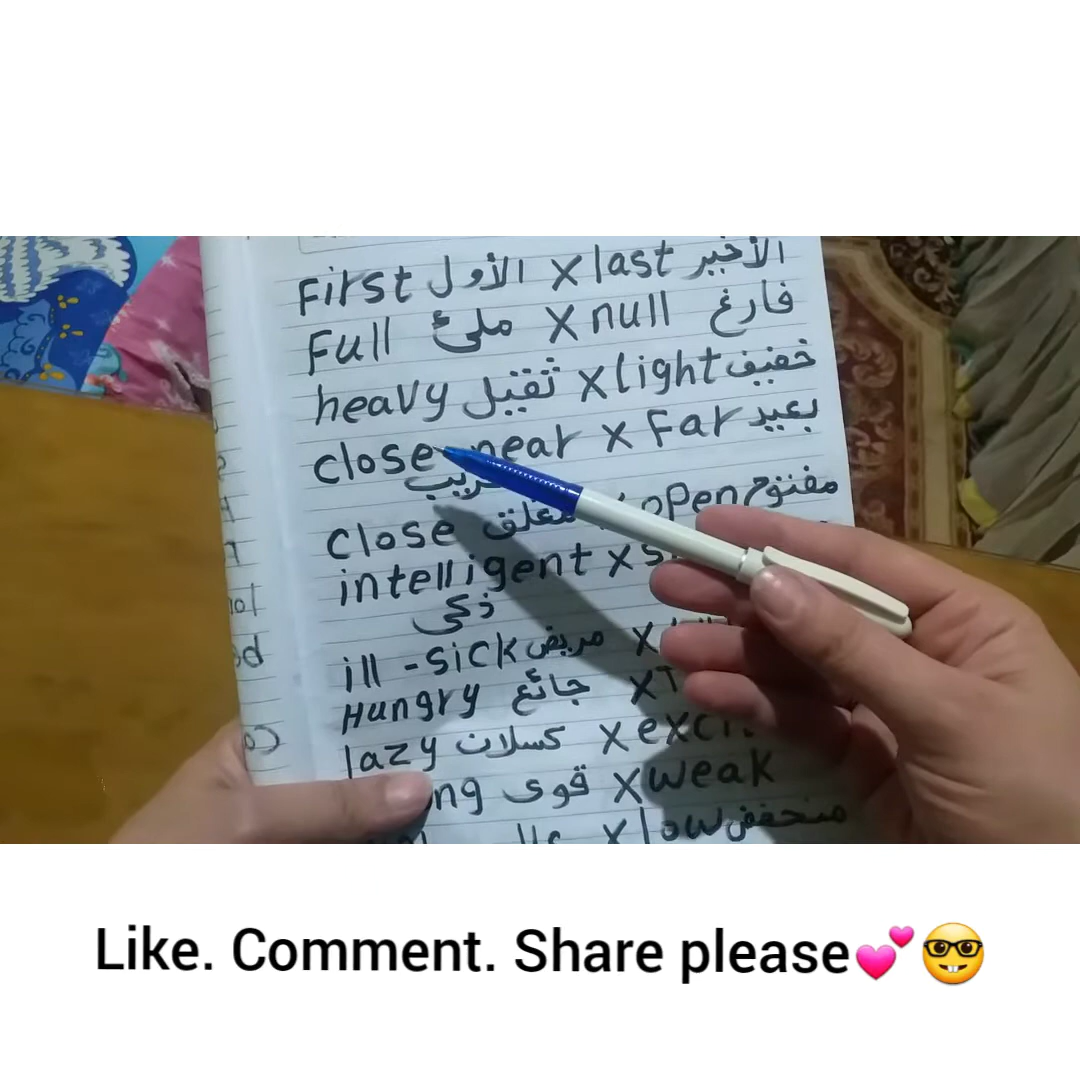 First الأول X last الأخير
Full ملئ X null فارغ
heavy ثقيل X light خفيف
close near X Far بعيد
قريب
close مغلق X open مفتوح
intelligent X
ذكى
ill - sick مريض X
Hungry جائع X
lazy كسلان X
قوى X weak
X low منخفض
Like. Comment. Share please💕🤓